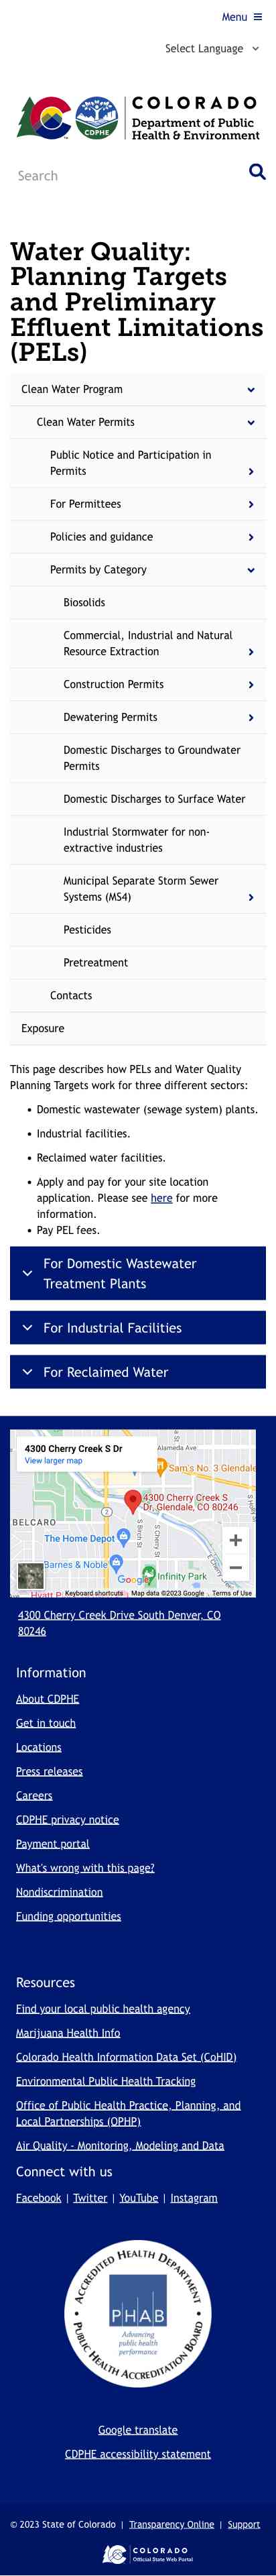 Menu
Select Language
COLORADO
Department of Public
Health & Environment
CDPHE
Search
Water Quality:
Planning Targets
and Preliminary
Effluent Limitations
(PELs)
Clean Water Program
Clean Water Permits
Public Notice and Participation in
Permits
For Permittees
Policies and guidance
Permits by Category
Biosolids
Commercial, Industrial and Natural
Resource Extraction
Construction Permits
Dewatering Permits
Domestic Discharges to Groundwater
Permits
Domestic Discharges to Surface Water
Industrial Stormwater for non-
extractive industries
Municipal Separate Storm Sewer
Systems (MS4)
Pesticides
Pretreatment
Contacts
Exposure
This page describes how PELs and Water Quality
Planning Targets work for three different sectors:
• Domestic wastewater (sewage system) plants.
• Industrial facilities.
• Reclaimed water facilities.
• Apply and pay for your site location
application. Please see here for more
information.
• Pay PEL fees.
For Domestic Wastewater
Treatment Plants
For Industrial Facilities
For Reclaimed Water
4300 Cherry Creek S Dr
View larger map
Alameda Ave
Sam's No. 3 Glendale
4300 Cherry Creek S
Dr, Glendale, CO 80246
BELCARO
2
The Home Depot
S Birch St
Barnes & Noble
Infinity Park
Google
Keyboard shortcuts
Map data ©2023 Google
Terms of Use
4300 Cherry Creek Drive South Denver, CO
80246
Information
About CDPHE
Get in touch
Locations
Press releases
Careers
CDPHE privacy notice
Payment portal
What's wrong with this page?
Nondiscrimination
Funding opportunities
Resources
Find your local public health agency
Marijuana Health Info
Colorado Health Information Data Set (CoHID)
Environmental Public Health Tracking
Office of Public Health Practice, Planning, and
Local Partnerships (OPHP)
Air Quality - Monitoring, Modeling and Data
Connect with us
Facebook | Twitter | YouTube | Instagram
ACCREDITED HEALTH DEPARTMENT
PHAB
Advancing
public health
performance
PUBLIC HEALTH ACCREDITATION BOARD
Google translate
CDPHE accessibility statement
© 2023 State of Colorado | Transparency Online | Support
COLORADO
Official State Web Portal